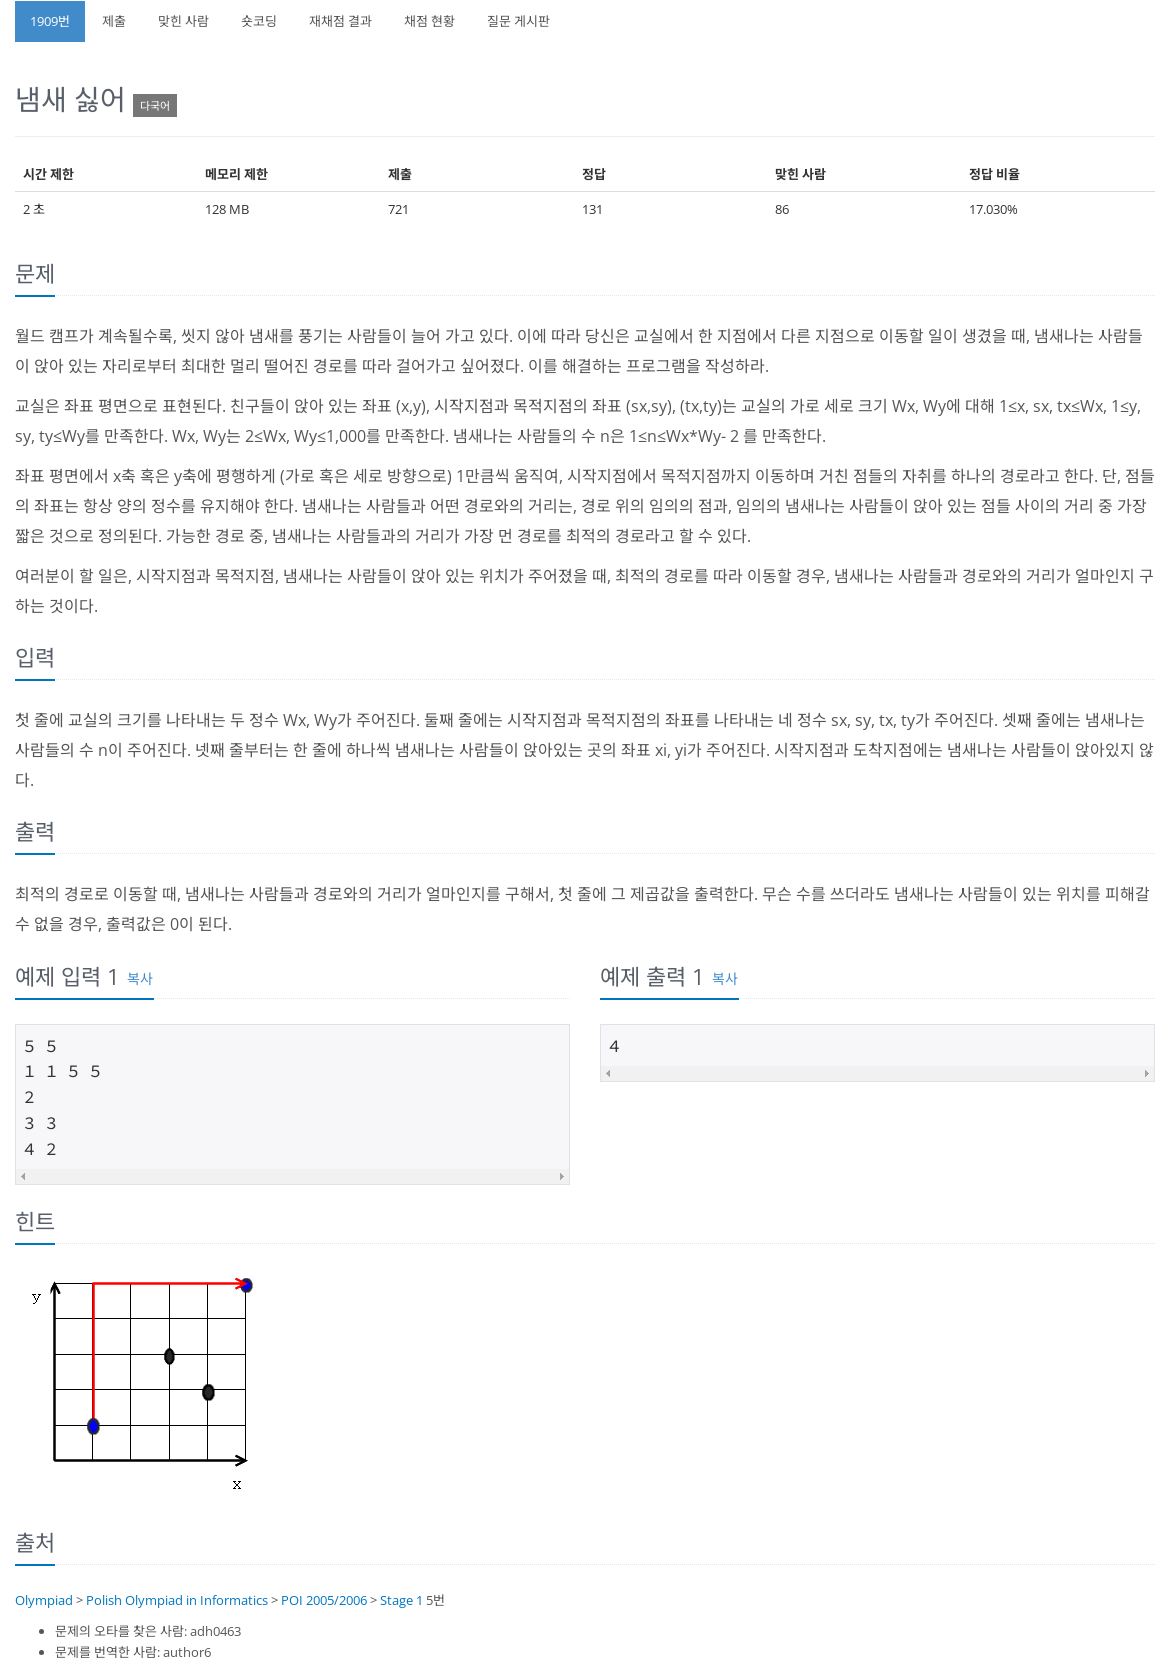 1909번 제출 맞힌 사람 숏코딩 재채점 결과 채점 현황 질문 게시판
냄새 싫어 다국어
시간 제한 메모리 제한 제출 정답 맞힌 사람 정답 비율
2 초 128 MB 721 131 86 17.030%
문제
월드 캠프가 계속될수록, 씻지 않아 냄새를 풍기는 사람들이 늘어 가고 있다. 이에 따라 당신은 교실에서 한 지점에서 다른 지점으로 이동할 일이 생겼을 때, 냄새나는 사람들
이 앉아 있는 자리로부터 최대한 멀리 떨어진 경로를 따라 걸어가고 싶어졌다. 이를 해결하는 프로그램을 작성하라.
교실은 좌표 평면으로 표현된다. 친구들이 앉아 있는 좌표 (x,y), 시작지점과 목적지점의 좌표 (sx,sy), (tx,ty)는 교실의 가로 세로 크기 Wx, Wy에 대해 1≤x, sx, tx≤Wx, 1≤y,
sy, ty≤Wy를 만족한다. Wx, Wy는 2≤Wx, Wy≤1,000를 만족한다. 냄새나는 사람들의 수 n은 1≤n≤Wx*Wy- 2 를 만족한다.
좌표 평면에서 x축 혹은 y축에 평행하게 (가로 혹은 세로 방향으로) 1만큼씩 움직여, 시작지점에서 목적지점까지 이동하며 거친 점들의 자취를 하나의 경로라고 한다. 단, 점들
의 좌표는 항상 양의 정수를 유지해야 한다. 냄새나는 사람들과 어떤 경로와의 거리는, 경로 위의 임의의 점과, 임의의 냄새나는 사람들이 앉아 있는 점들 사이의 거리 중 가장
짧은 것으로 정의된다. 가능한 경로 중, 냄새나는 사람들과의 거리가 가장 먼 경로를 최적의 경로라고 할 수 있다.
여러분이 할 일은, 시작지점과 목적지점, 냄새나는 사람들이 앉아 있는 위치가 주어졌을 때, 최적의 경로를 따라 이동할 경우, 냄새나는 사람들과 경로와의 거리가 얼마인지 구
하는 것이다.
입력
첫 줄에 교실의 크기를 나타내는 두 정수 Wx, Wy가 주어진다. 둘째 줄에는 시작지점과 목적지점의 좌표를 나타내는 네 정수 sx, sy, tx, ty가 주어진다. 셋째 줄에는 냄새나는
사람들의 수 n이 주어진다. 넷째 줄부터는 한 줄에 하나씩 냄새나는 사람들이 앉아있는 곳의 좌표 xi, yi가 주어진다. 시작지점과 도착지점에는 냄새나는 사람들이 앉아있지 않
다.
출력
최적의 경로로 이동할 때, 냄새나는 사람들과 경로와의 거리가 얼마인지를 구해서, 첫 줄에 그 제곱값을 출력한다. 무슨 수를 쓰더라도 냄새나는 사람들이 있는 위치를 피해갈
수 없을 경우, 출력값은 0이 된다.
예제 입력 1 복사
5 5
1 1 5 5
2
3 3
4 2
예제 출력 1 복사
4
힌트
y
x
출처
Olympiad > Polish Olympiad in Informatics > POI 2005/2006 > Stage 1 5번
• 문제의 오타를 찾은 사람: adh0463
• 문제를 번역한 사람: author6